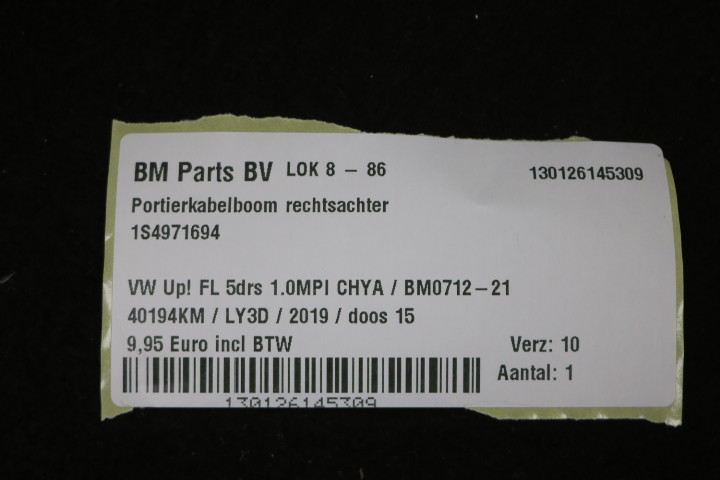 BM Parts BV LOK 8 – 86 130126145309
Portierkabelboom rechtsachter
1S4971694
VW Up! FL 5drs 1.0MPI CHYA / BM0712–21
40194KM / LY3D / 2019 / doos 15
9,95 Euro incl BTW Verz: 10
Aantal: 1
130126145309